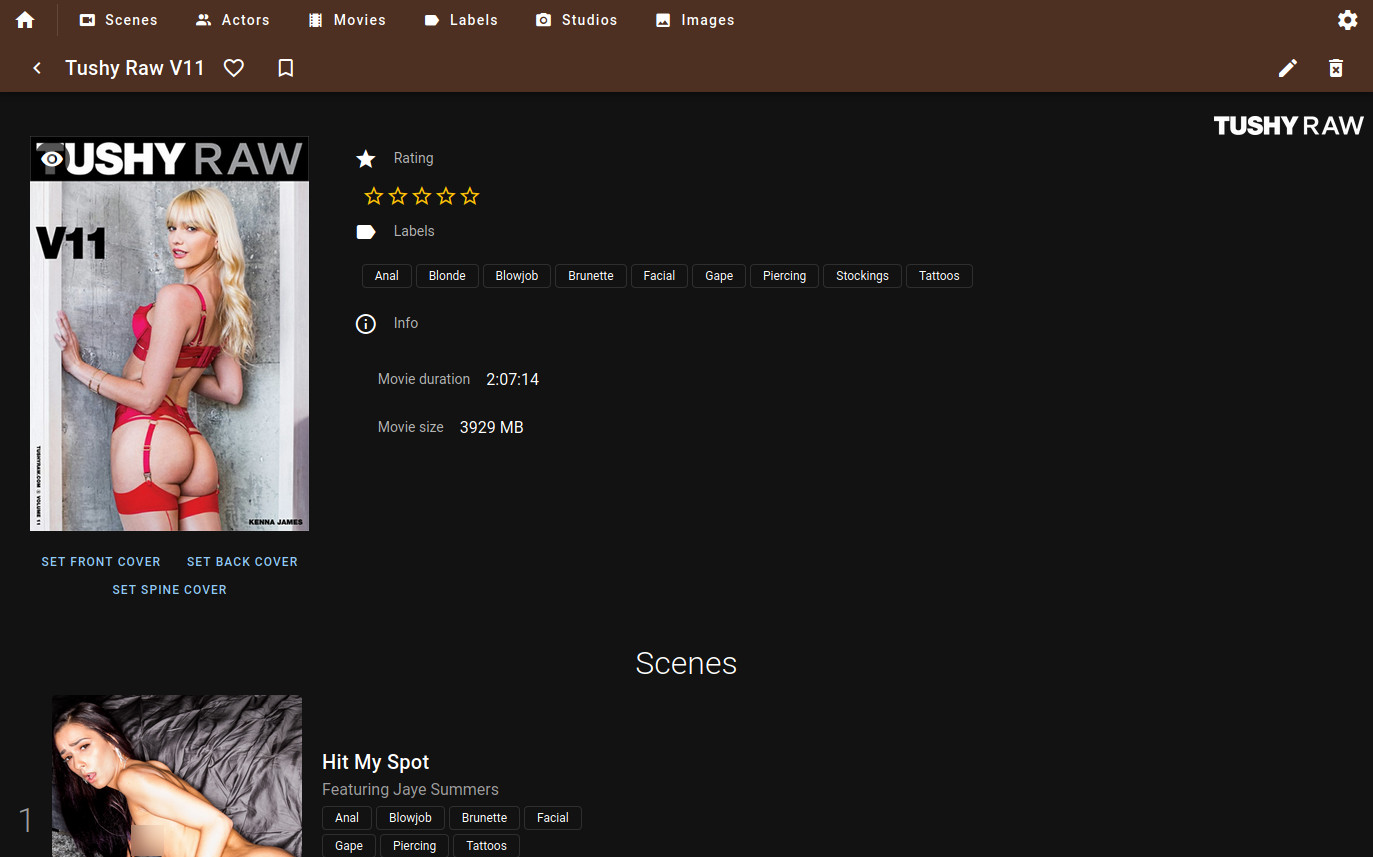 Scenes Actors Movies Labels Studios Images
Tushy Raw V11
TUSHY RAW
TUSHY RAW
V11
TUSHYRAW.COM © VOLUME 11
KENNA JAMES
SET FRONT COVER SET BACK COVER
SET SPINE COVER
Rating
Labels
Anal Blonde Blowjob Brunette Facial Gape Piercing Stockings Tattoos
Info
Movie duration 2:07:14
Movie size 3929 MB
Scenes
1
Hit My Spot
Featuring Jaye Summers
Anal Blowjob Brunette Facial
Gape Piercing Tattoos